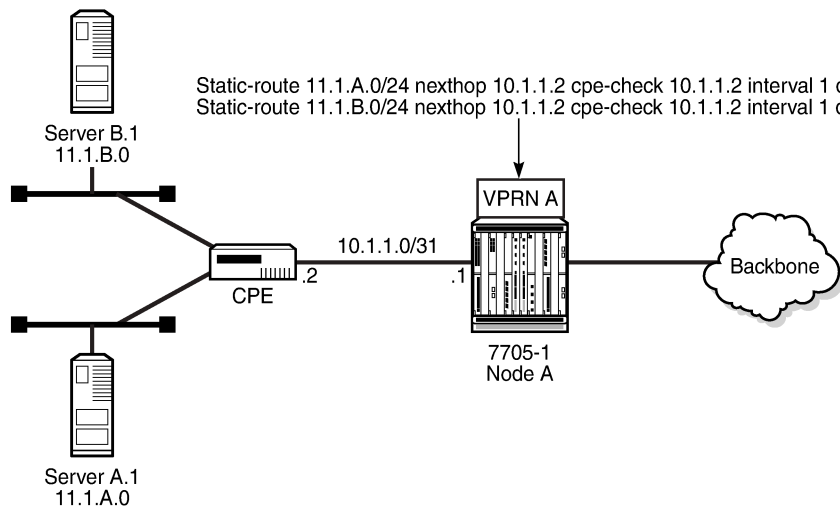 Static-route 11.1.A.0/24 nexthop 10.1.1.2 cpe-check 10.1.1.2 interval 1
Static-route 11.1.B.0/24 nexthop 10.1.1.2 cpe-check 10.1.1.2 interval 1
Server B.1
11.1.B.0
VPRN A
10.1.1.0/31
.2
.1
CPE
Backbone
7705-1
Node A
Server A.1
11.1.A.0